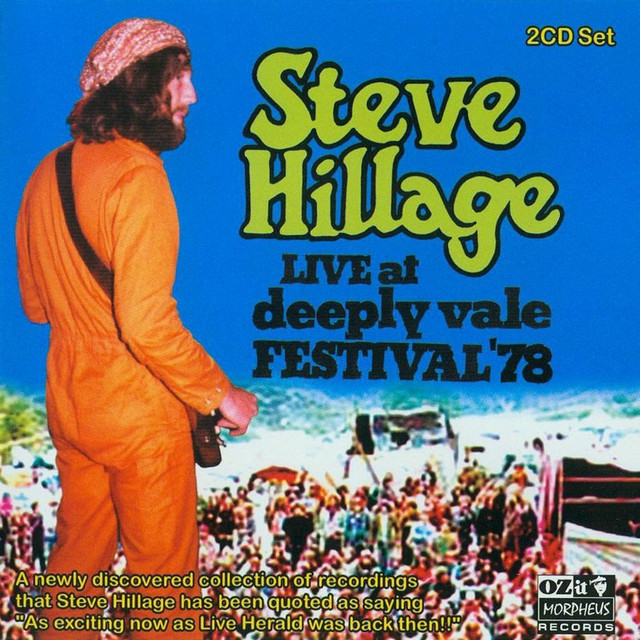 2CD Set
Steve
Hillage
LIVE at
deeply vale
FESTIVAL'78
A newly discovered collection of recordings
that Steve Hillage has been quoted as saying
"As exciting now as Live Herald was back then!!"
OZit
MORPHEUS
RECORDS